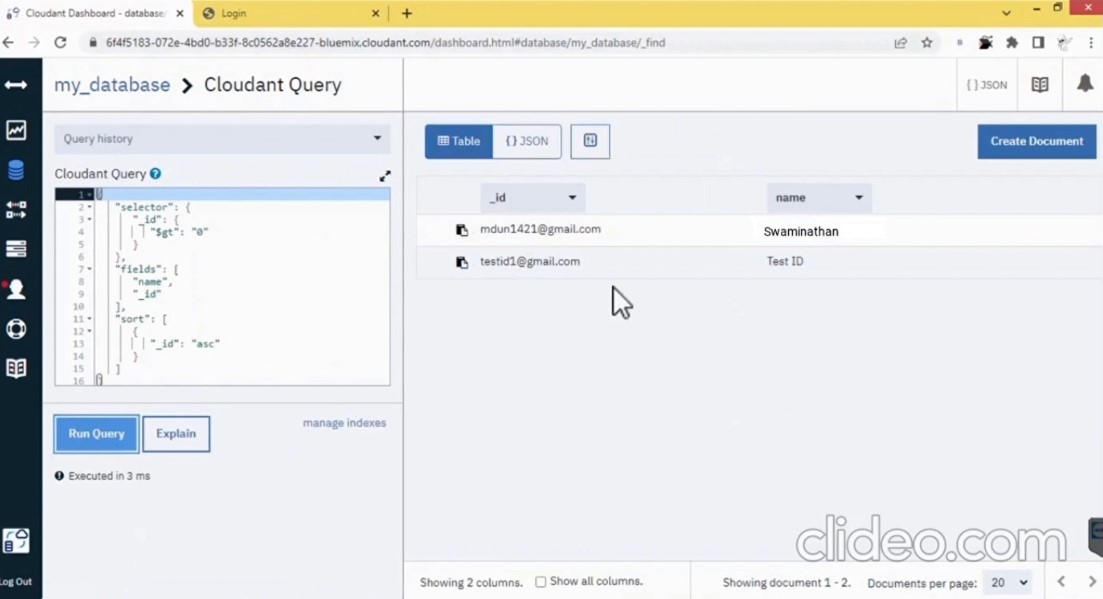 Cloudant Dashboard - database/
Login
6f4f5183-072e-4bd0-b33f-8c0562a8e227-bluemix.cloudant.com/dashboard.html#database/my_database/_find
my_database > Cloudant Query
{ } JSON
Query history
Table
{ } JSON
Create Document
Cloudant Query
1 {
2 "selector": {
3 "_id": {
4 "$gt": "0"
5 }
6 },
7 "fields": [
8 "name",
9 "_id"
10 ],
11 "sort": [
12 {
13 "_id": "asc"
14 }
15 ]
16 }
_id
name
mdun1421@gmail.com
Swaminathan
testid1@gmail.com
Test ID
Run Query
Explain
manage indexes
Executed in 3 ms
clideo.com
Log Out
Showing 2 columns.
Show all columns.
Showing document 1 - 2.
Documents per page:
20